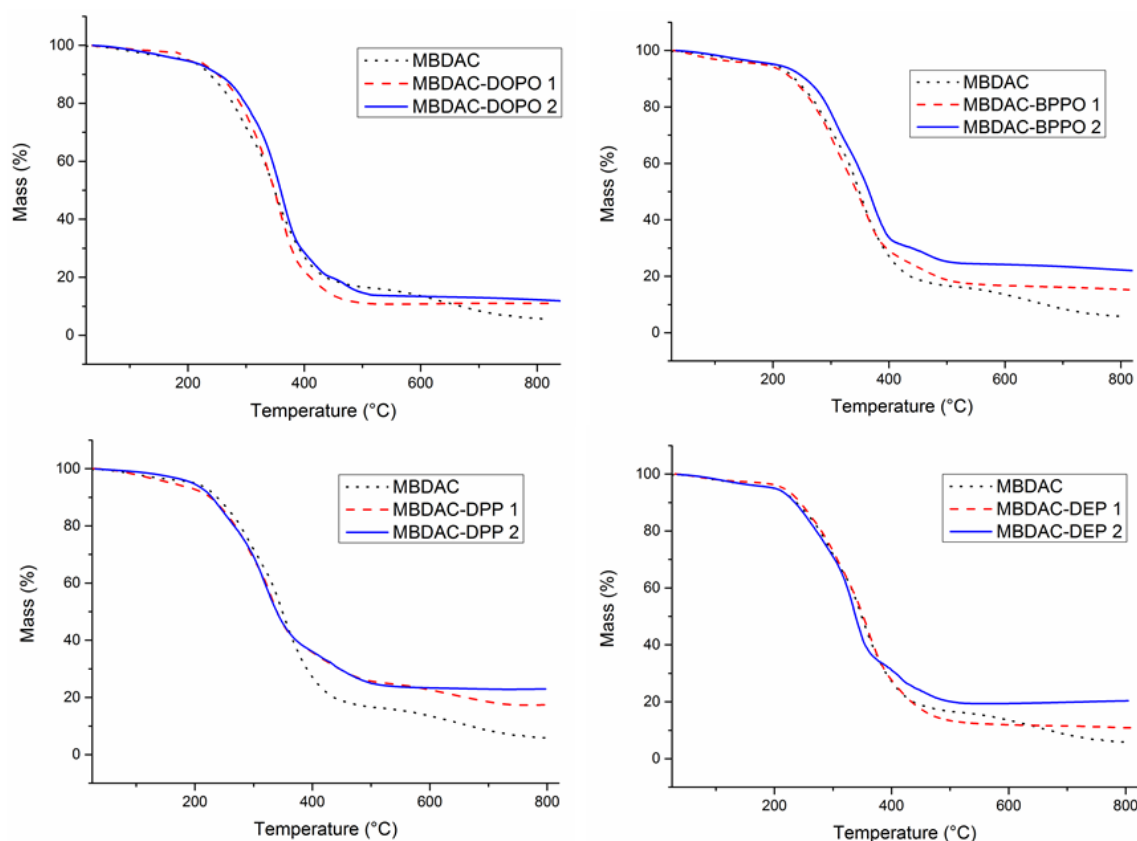 MBDAC
MBDAC-DOPO 1
MBDAC-DOPO 2
Mass (%)
100
80
60
40
20
0
200
400
600
800
Temperature (°C)
MBDAC
MBDAC-BPPO 1
MBDAC-BPPO 2
Mass (%)
100
80
60
40
20
0
200
400
600
800
Temperature (°C)
MBDAC
MBDAC-DPP 1
MBDAC-DPP 2
Mass (%)
100
80
60
40
20
0
200
400
600
800
Temperature (°C)
MBDAC
MBDAC-DEP 1
MBDAC-DEP 2
Mass (%)
100
80
60
40
20
0
200
400
600
800
Temperature (°C)